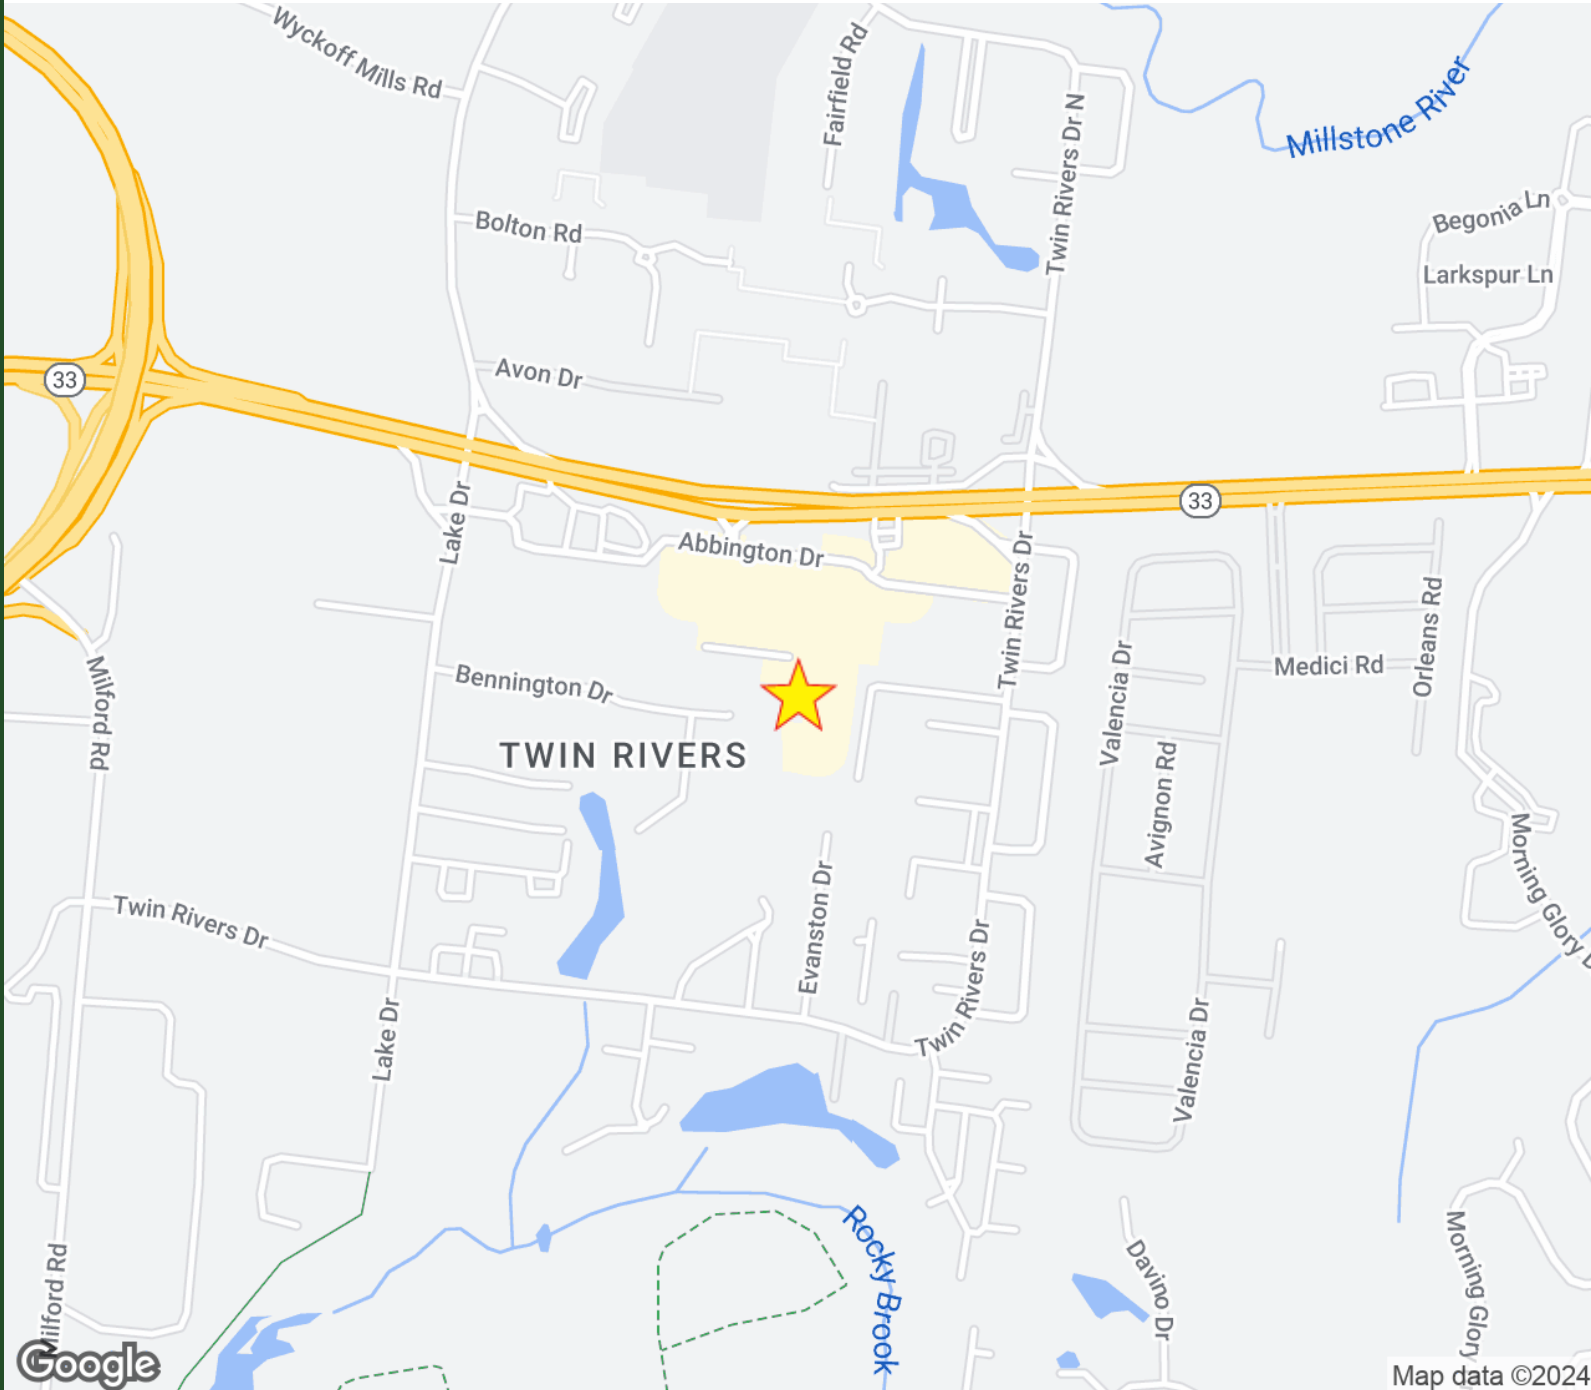 Wyckoff Mills Rd
Fairfield Rd
Twin Rivers Dr N
Millstone River
Begonia Ln
Bolton Rd
Larkspur Ln
33
Avon Dr
33
Lake Dr
Abbington Dr
Twin Rivers Dr
Orleans Rd
Medici Rd
Milford Rd
Bennington Dr
Valencia Dr
TWIN RIVERS
Avignon Rd
Morning Glory D
Evanston Dr
Twin Rivers Dr
Twin Rivers Dr
Lake Dr
Valencia Dr
Rocky Brook
Davino Dr
Morning Glory
Milford Rd
Google
Map data ©2024